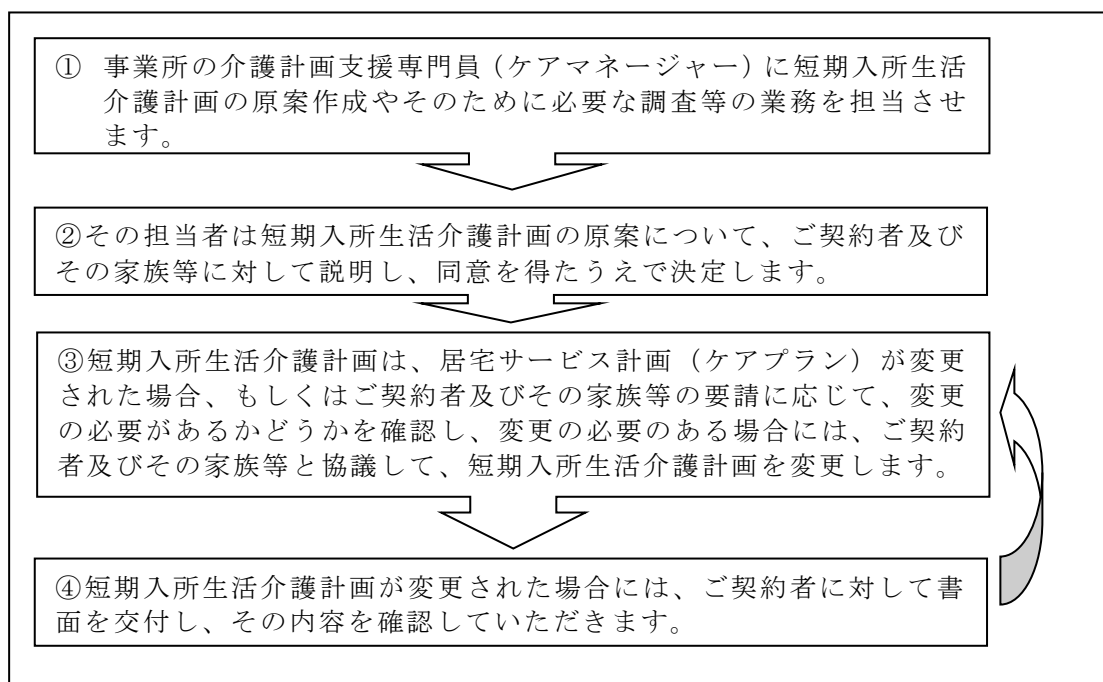 ① 事業所の介護計画支援専門員（ケアマネージャー）に短期入所生活
介護計画の原案作成やそのために必要な調査等の業務を担当させ
ます。
②その担当者は短期入所生活介護計画の原案について、ご契約者及び
その家族等に対して説明し、同意を得たうえで決定します。
③短期入所生活介護計画は、居宅サービス計画（ケアプラン）が変更
された場合、もしくはご契約者及びその家族等の要請に応じて、変更
の必要があるかどうかを確認し、変更の必要のある場合には、ご契約
者及びその家族等と協議して、短期入所生活介護計画を変更します。
④短期入所生活介護計画が変更された場合には、ご契約者に対して書
面を交付し、その内容を確認していただきます。